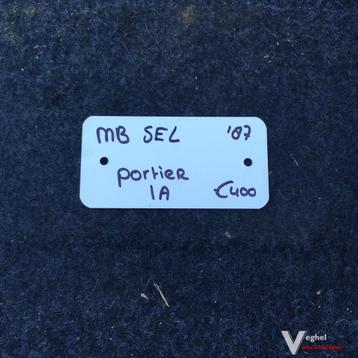 MB SEL '87
portier
1A €400
Veghel